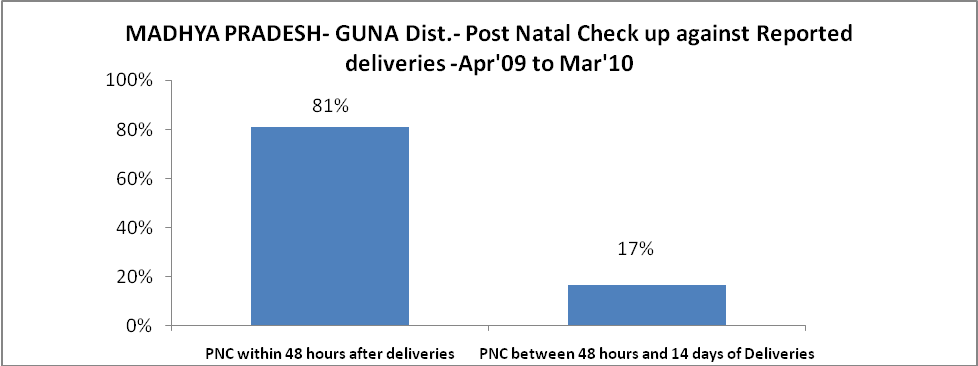 MADHYA PRADESH- GUNA Dist.- Post Natal Check up against Reported
deliveries -Apr'09 to Mar'10
100%
80%
60%
40%
20%
0%
81%
17%
PNC within 48 hours after deliveries
PNC between 48 hours and 14 days of Deliveries